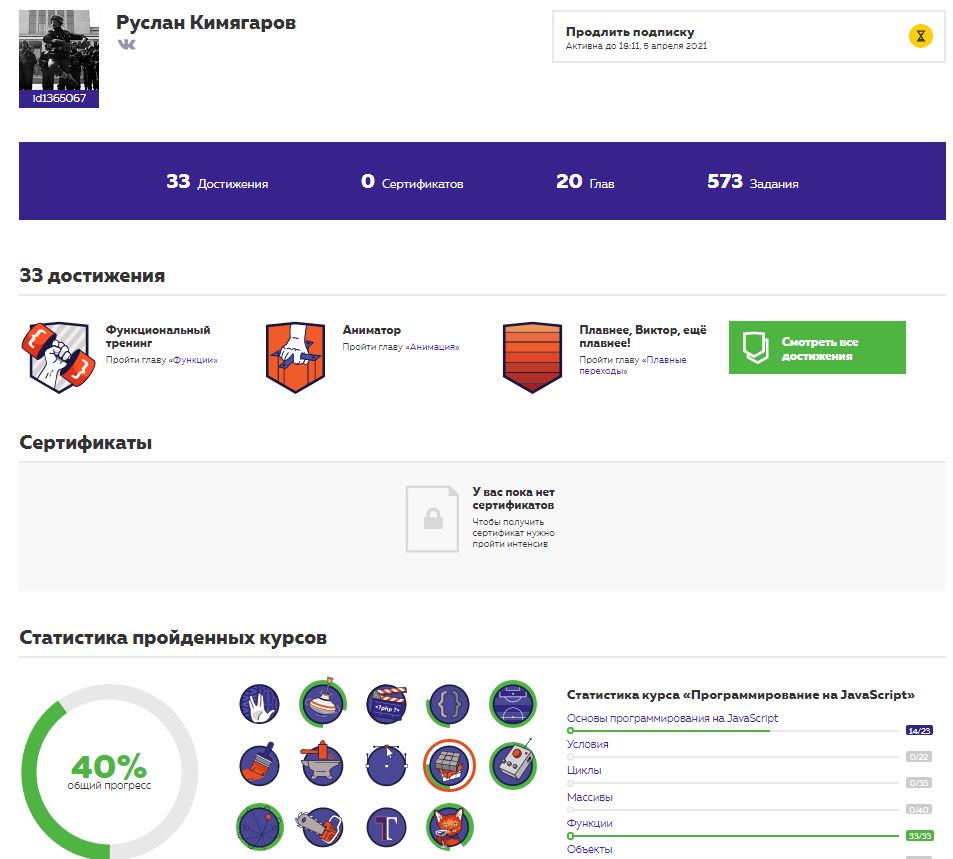 Руслан Кимягаров
id1365067
Продлить подписку
Активна до 18:11, 5 апреля 2021
33 Достижения
0 Сертификатов
20 Глав
573 Задания
33 достижения
Функциональный
тренинг
Пройти главу «Функции»
Аниматор
Пройти главу «Анимация»
Плавнее, Виктор, ещё
плавнее!
Пройти главу «Плавные
переходы»
Смотреть все
достижения
Сертификаты
У вас пока нет
сертификатов
Чтобы получить
сертификат нужно
пройти интенсив
Статистика пройденных курсов
40%
общий прогресс
<?php ?>
Статистика курса «Программирование на JavaScript»
Основы программирования на JavaScript
14/23
Условия
0/22
Циклы
0/33
Массивы
0/40
Функции
33/33
Объекты